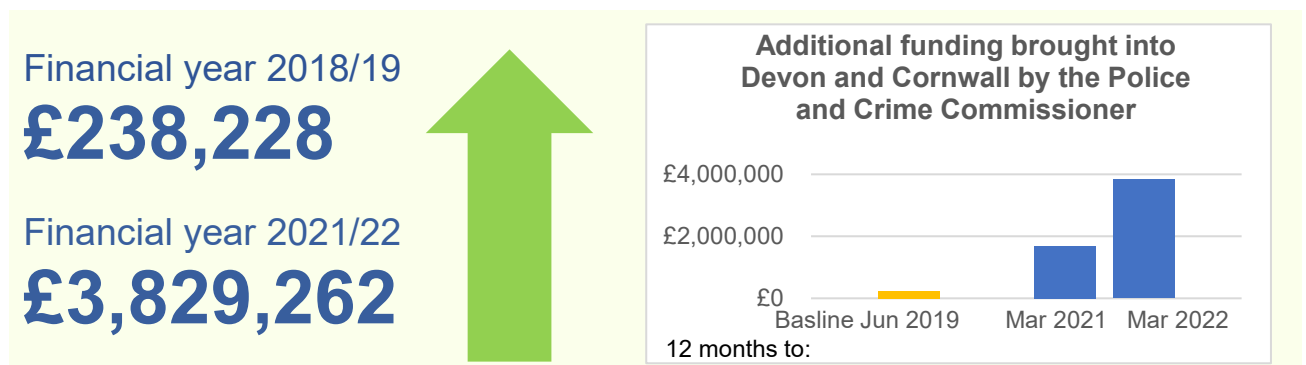 Financial year 2018/19
£238,228
Financial year 2021/22
£3,829,262
Additional funding brought into
Devon and Cornwall by the Police
and Crime Commissioner
£4,000,000
£2,000,000
£0
Basline Jun 2019 Mar 2021 Mar 2022
12 months to: